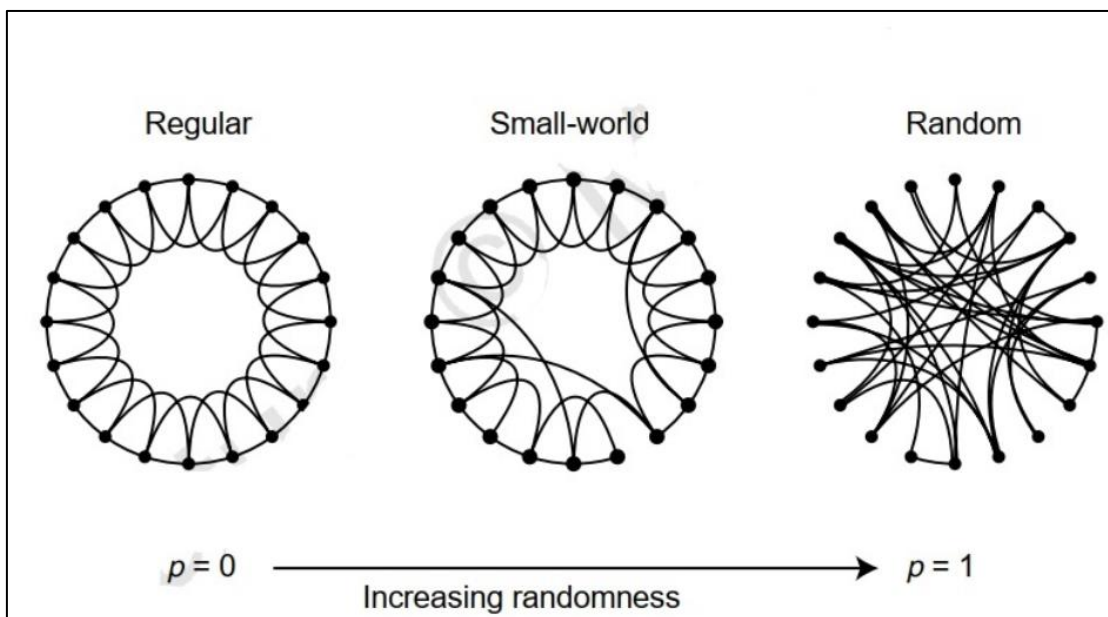 Regular Small-world Random
p = 0 p = 1
Increasing randomness